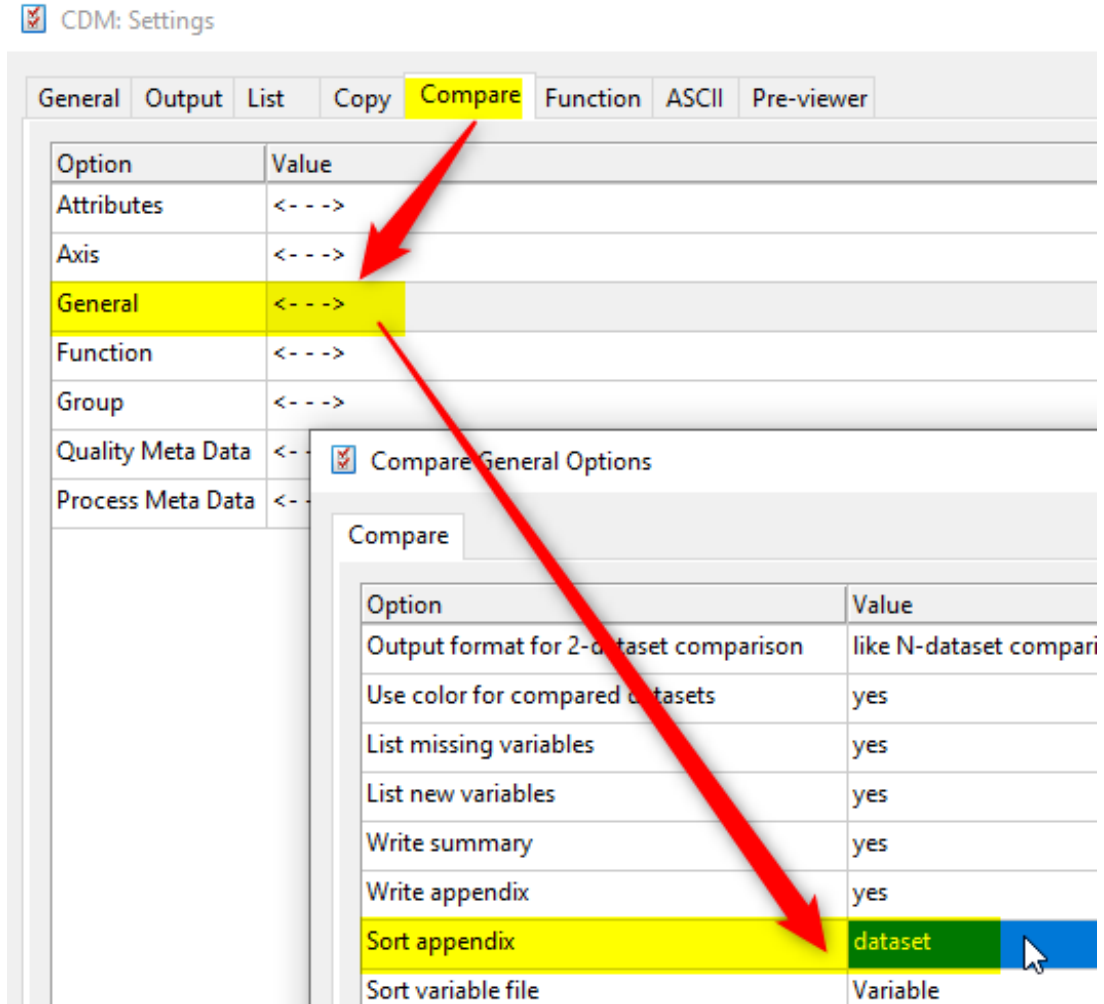 CDM: Settings
General Output List Copy Compare Function ASCII Pre-viewer
Option Value
Attributes <- - ->
Axis <- - ->
General <- - ->
Function <- - ->
Group <- - ->
Quality Meta Data <- -
Process Meta Data <- -
Compare General Options
Compare
Option Value
Output format for 2-dataset comparison like N-dataset compari
Use color for compared datasets yes
List missing variables yes
List new variables yes
Write summary yes
Write appendix yes
Sort appendix dataset
Sort variable file Variable